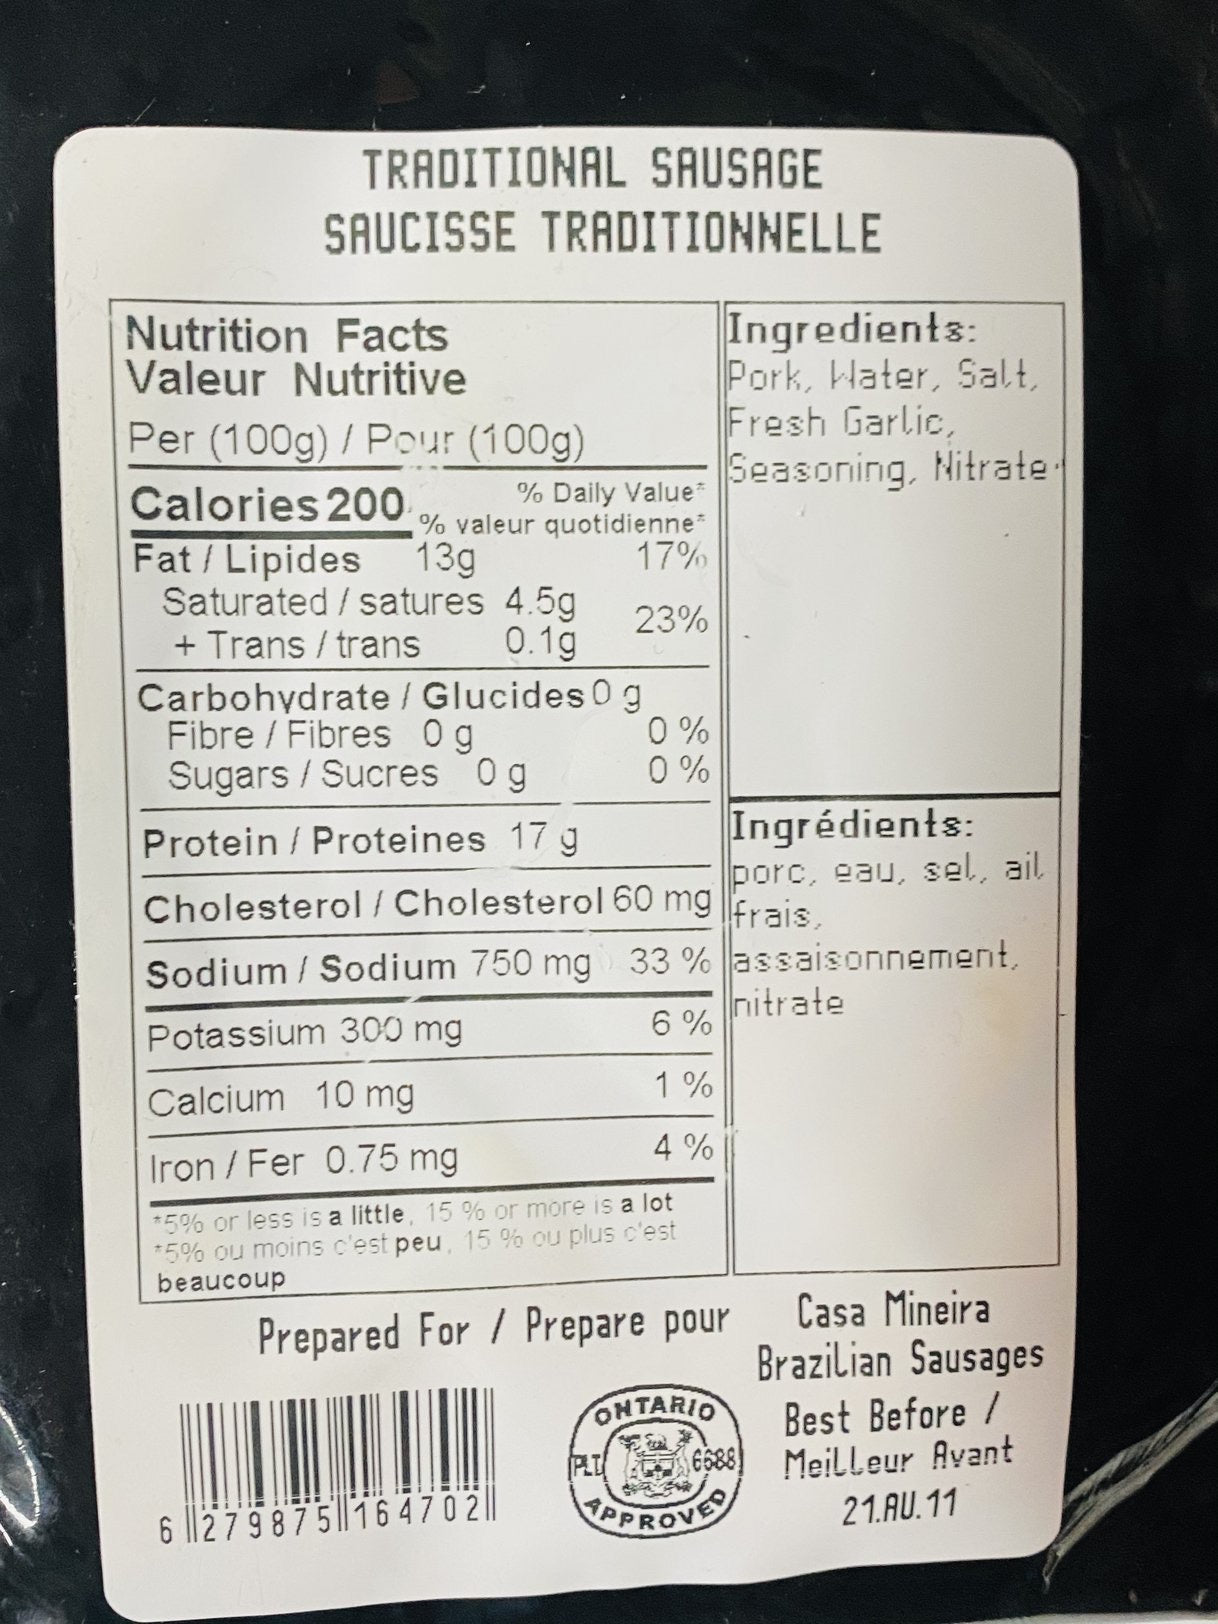 TRADITIONAL SAUSAGE
SAUCISSE TRADITIONNELLE
Nutrition Facts
Valeur Nutritive
Per (100g) / Pour (100g)
Calories 200
% Daily Value*
% valeur quotidienne*
Fat / Lipides 13g 17%
Saturated / satures 4.5g
+ Trans / trans 0.1g
23%
Carbohydrate / Glucides 0 g
Fibre / Fibres 0 g 0 %
Sugars / Sucres 0 g 0 %
Protein / Proteines 17 g
Cholesterol / Cholesterol 60 mg
Sodium / Sodium 750 mg 33 %
Potassium 300 mg 6 %
Calcium 10 mg 1 %
Iron / Fer 0.75 mg 4 %
*5% or less is a little, 15 % or more is a lot
*5% ou moins c'est peu, 15 % ou plus c'est
beaucoup
Ingredients:
Pork, Water, Salt,
Fresh Garlic,
Seasoning, Nitrate.
Ingrédients:
porc, eau, sel, ail
frais,
assaisonnement,
nitrate
Prepared For / Prepare pour
Casa Mineira
Brazilian Sausages
Best Before /
Meilleur Avant
21.AU.11
ONTARIO
PLT 6688
APPROVED
6 279875 164702